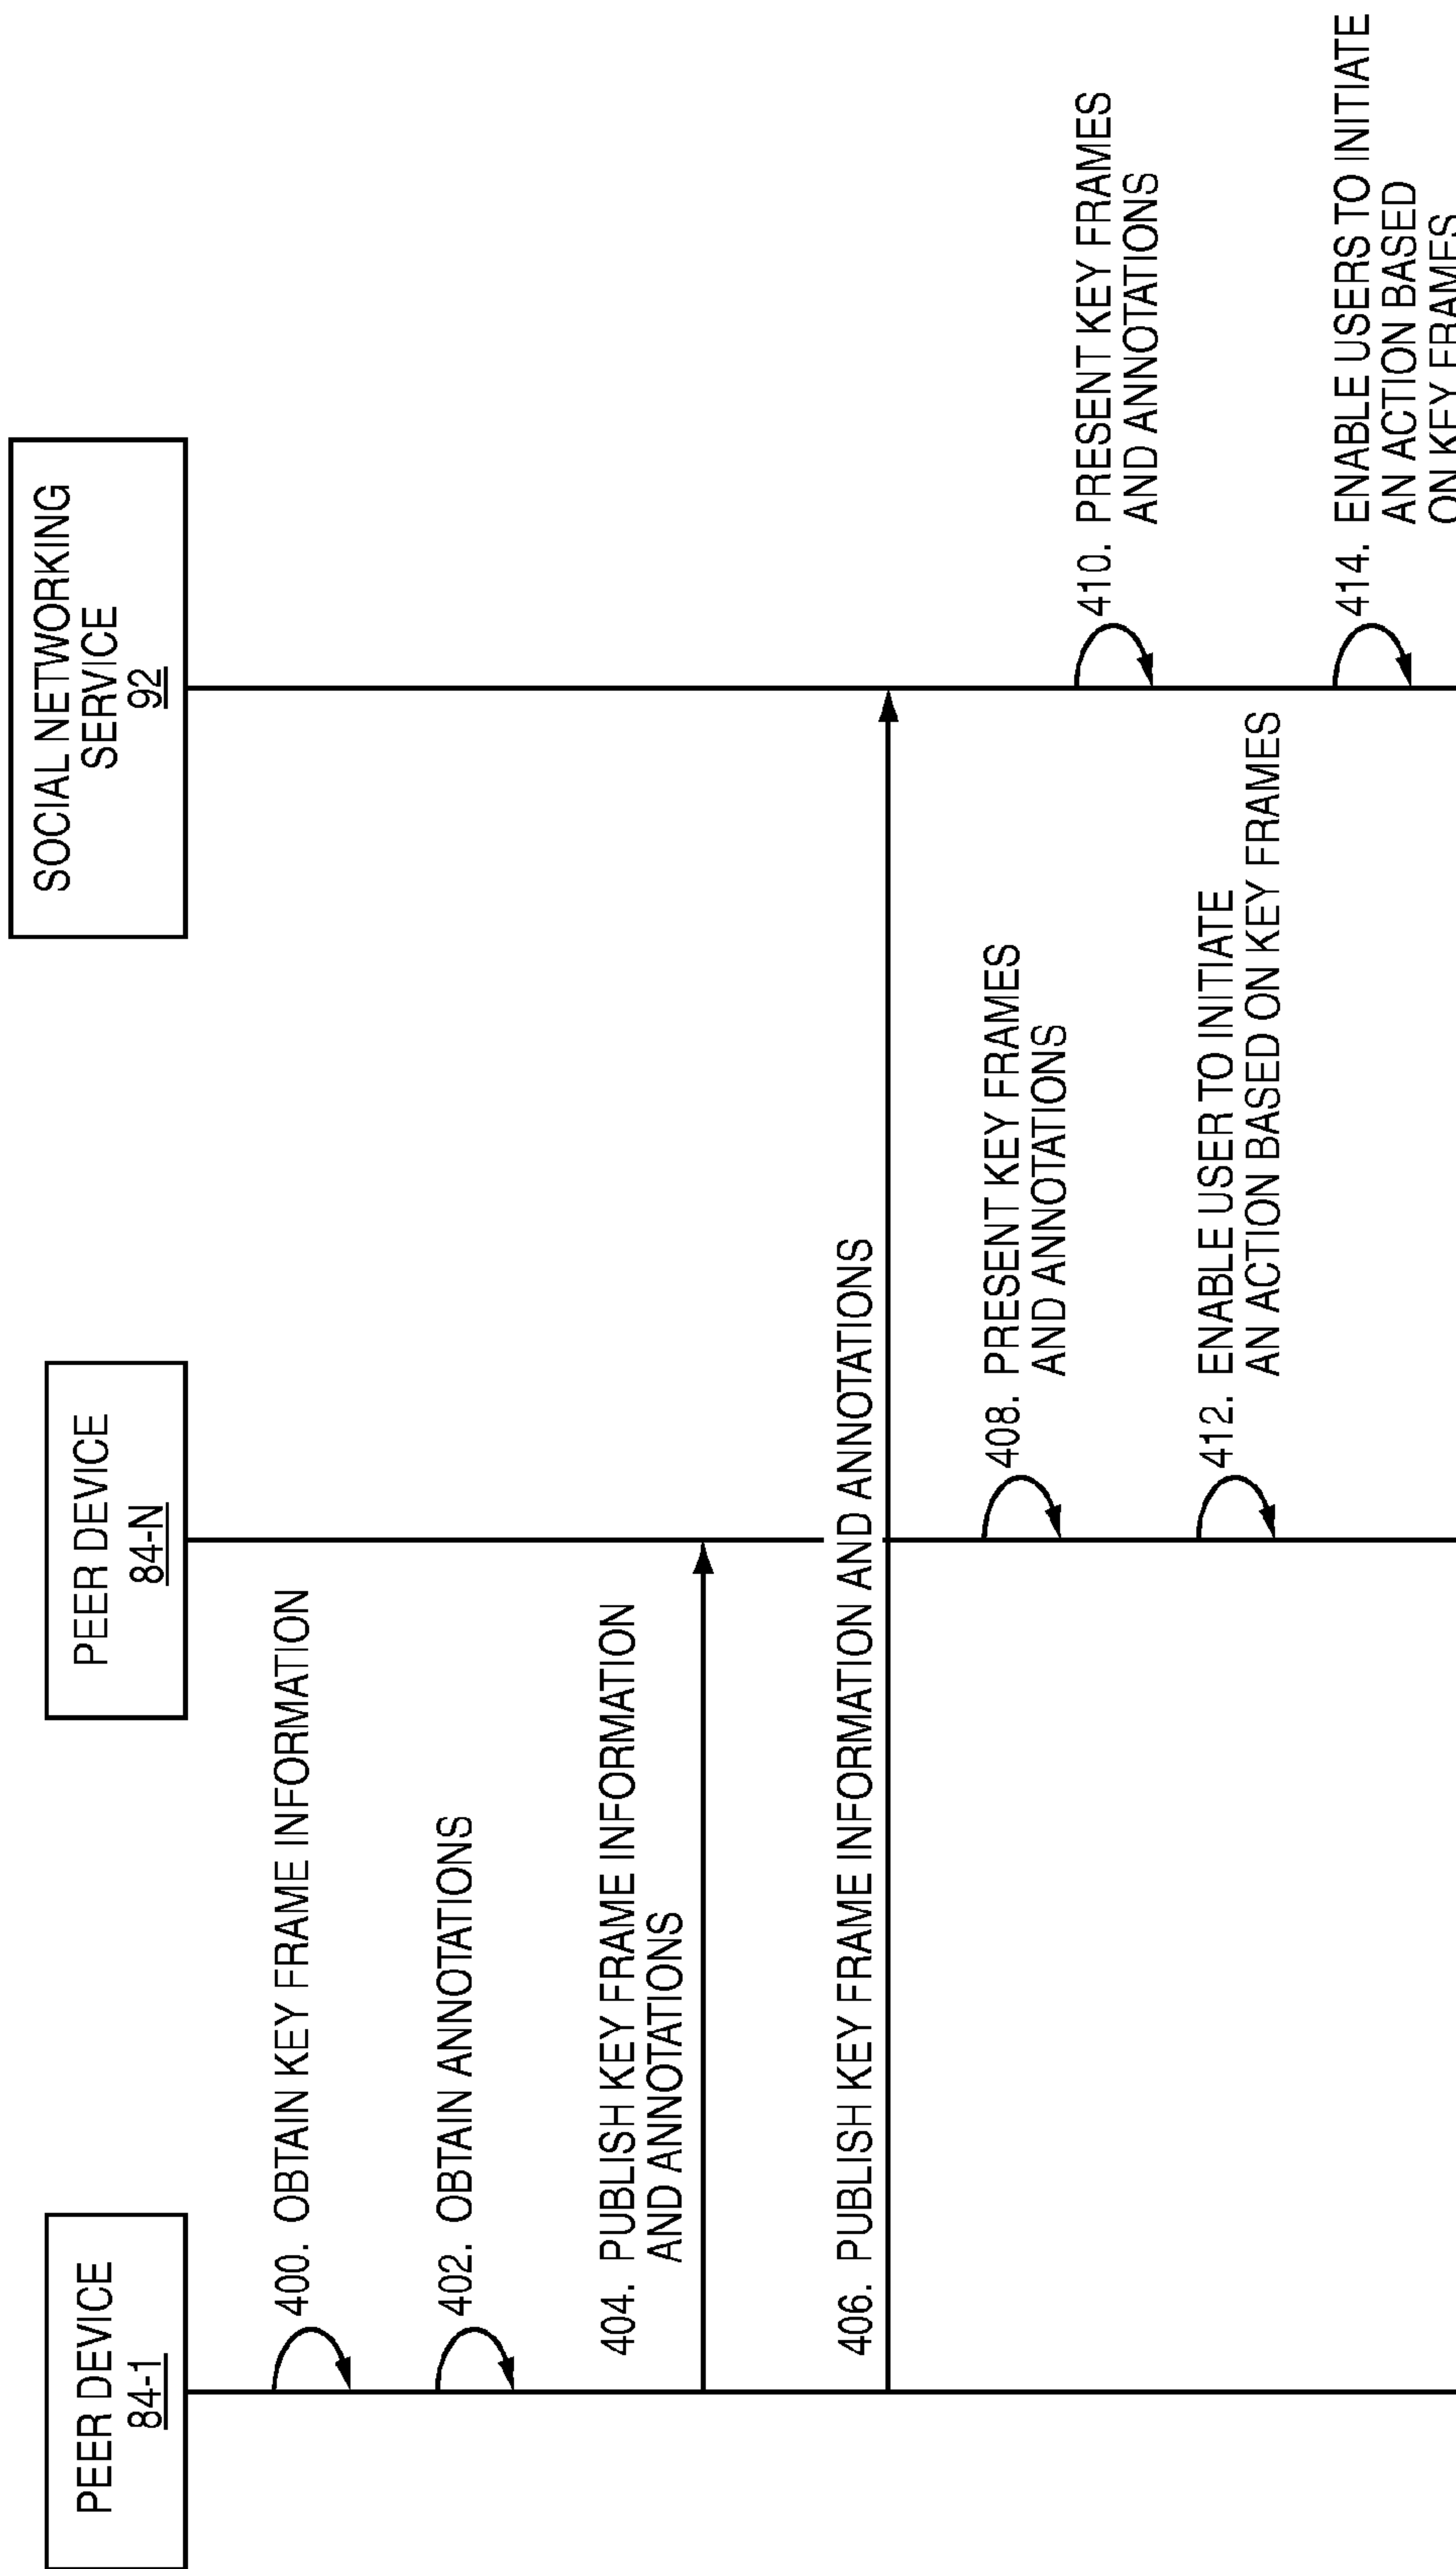 PEER DEVICE
84-1
PEER DEVICE
84-N
SOCIAL NETWORKING
SERVICE
92
400. OBTAIN KEY FRAME INFORMATION
402. OBTAIN ANNOTATIONS
404. PUBLISH KEY FRAME INFORMATION
AND ANNOTATIONS
406. PUBLISH KEY FRAME INFORMATION AND ANNOTATIONS
408. PRESENT KEY FRAMES
AND ANNOTATIONS
410. PRESENT KEY FRAMES
AND ANNOTATIONS
412. ENABLE USER TO INITIATE
AN ACTION BASED ON KEY FRAMES
414. ENABLE USERS TO INITIATE
AN ACTION BASED
ON KEY FRAMES